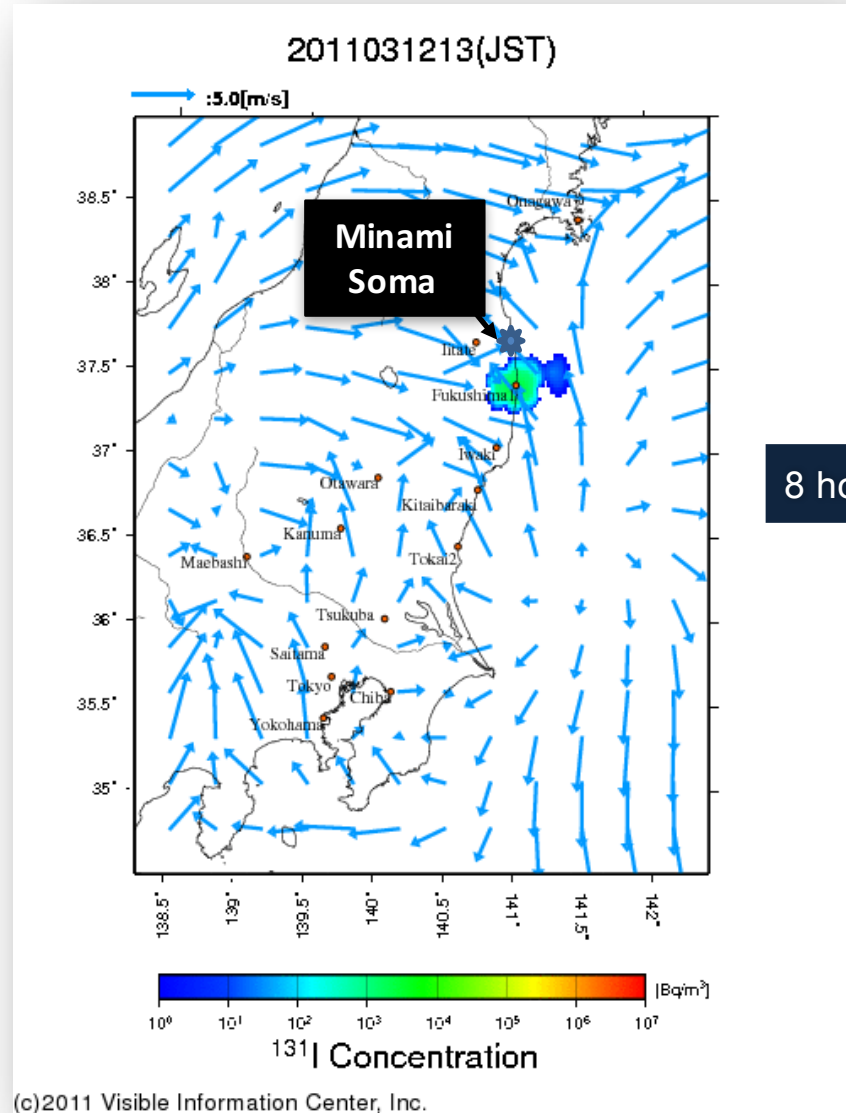 2011031213(JST)
:5.0[m/s]
38.5°
Onagawa
Minami
Soma
38°
Iitate
37.5°
Fukushima1
37°
Iwaki
Otawara
Kitaibaraki
8 ho
36.5°
Kanuma
Maebashi
Tokai2
36°
Tsukuba
Saitama
Tokyo
Chiba
35.5°
Yokohama
35°
138.5° 139° 139.5° 140° 140.5° 141° 141.5° 142°
[Bq/m³]
10⁰ 10¹ 10² 10³ 10⁴ 10⁵ 10⁶ 10⁷
¹³¹I Concentration
(c)2011 Visible Information Center, Inc.